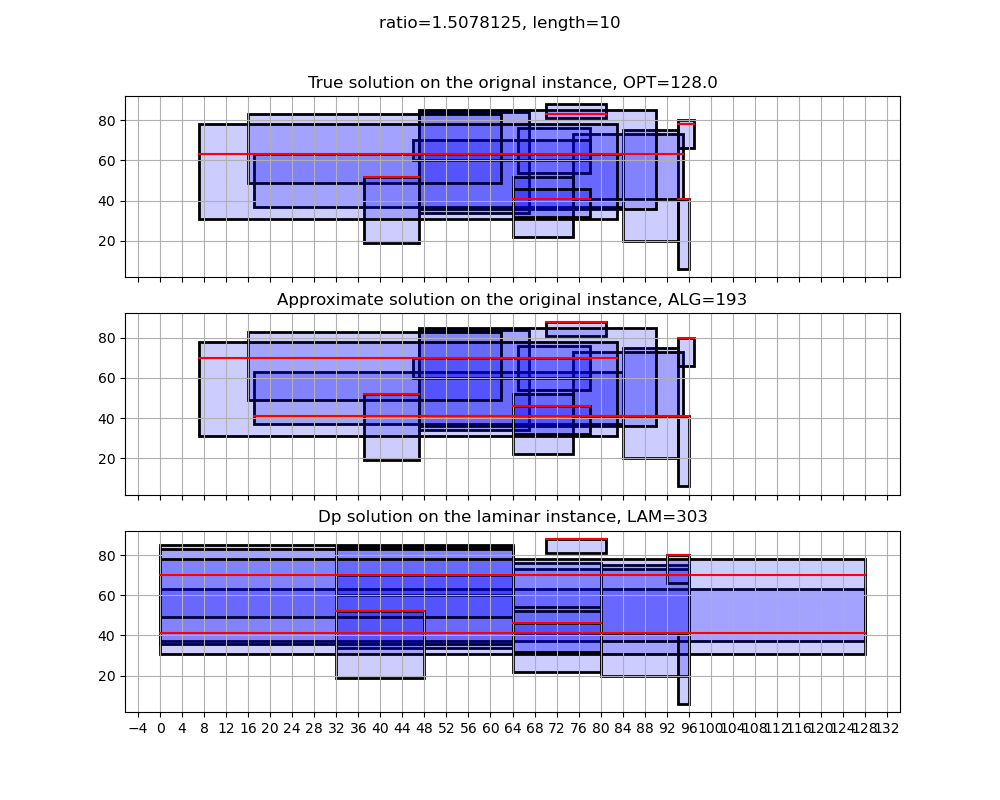 ratio=1.5078125, length=10
True solution on the orignal instance, OPT=128.0
80
60
40
20
Approximate solution on the original instance, ALG=193
80
60
40
20
Dp solution on the laminar instance, LAM=303
80
60
40
20
−4 0 4 8 12 16 20 24 28 32 36 40 44 48 52 56 60 64 68 72 76 80 84 88 92 96 100 104 108 112 116 120 124 128 132